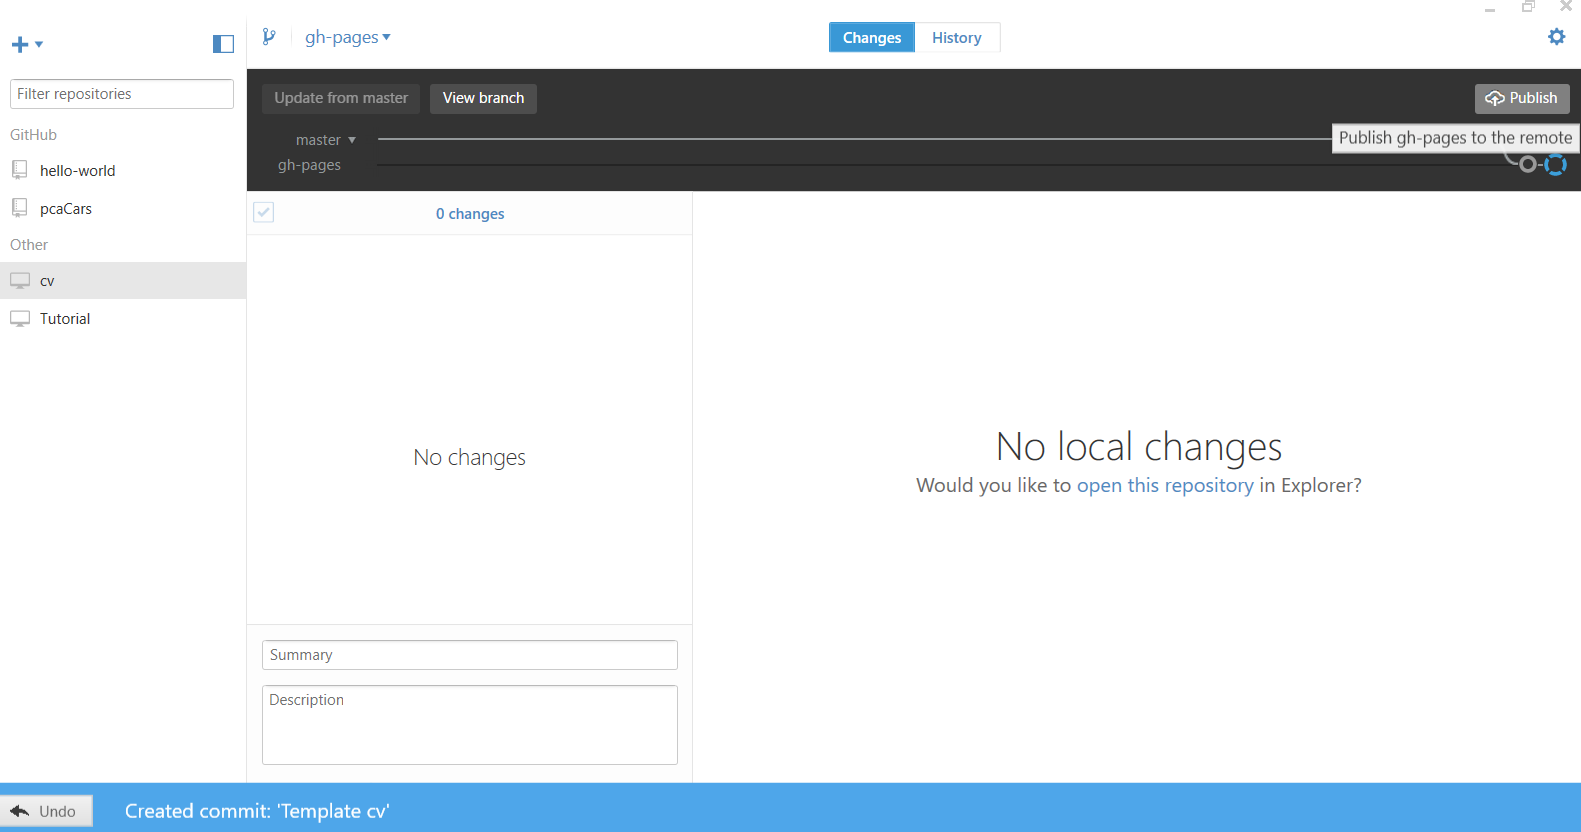 gh-pages
Changes
History
Filter repositories
Update from master
View branch
Publish
GitHub
master
Publish gh-pages to the remote
gh-pages
hello-world
pcaCars
0 changes
Other
cv
Tutorial
No changes
No local changes
Would you like to open this repository in Explorer?
Summary
Description
Undo
Created commit: 'Template cv'